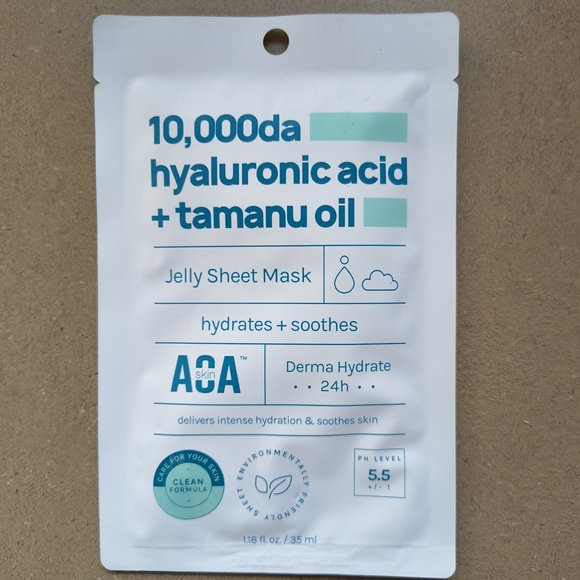 10,000da
hyaluronic acid
+ tamanu oil
Jelly Sheet Mask
hydrates + soothes
ACA™
skin
Derma Hydrate
• • 24h • •
delivers intense hydration & soothes skin
CARE FOR YOUR SKIN
CLEAN
FORMULA
ENVIRONMENTALLY FRIENDLY SHEET
PH LEVEL
5.5
+/- 1
1.18 fl.oz. / 35 ml